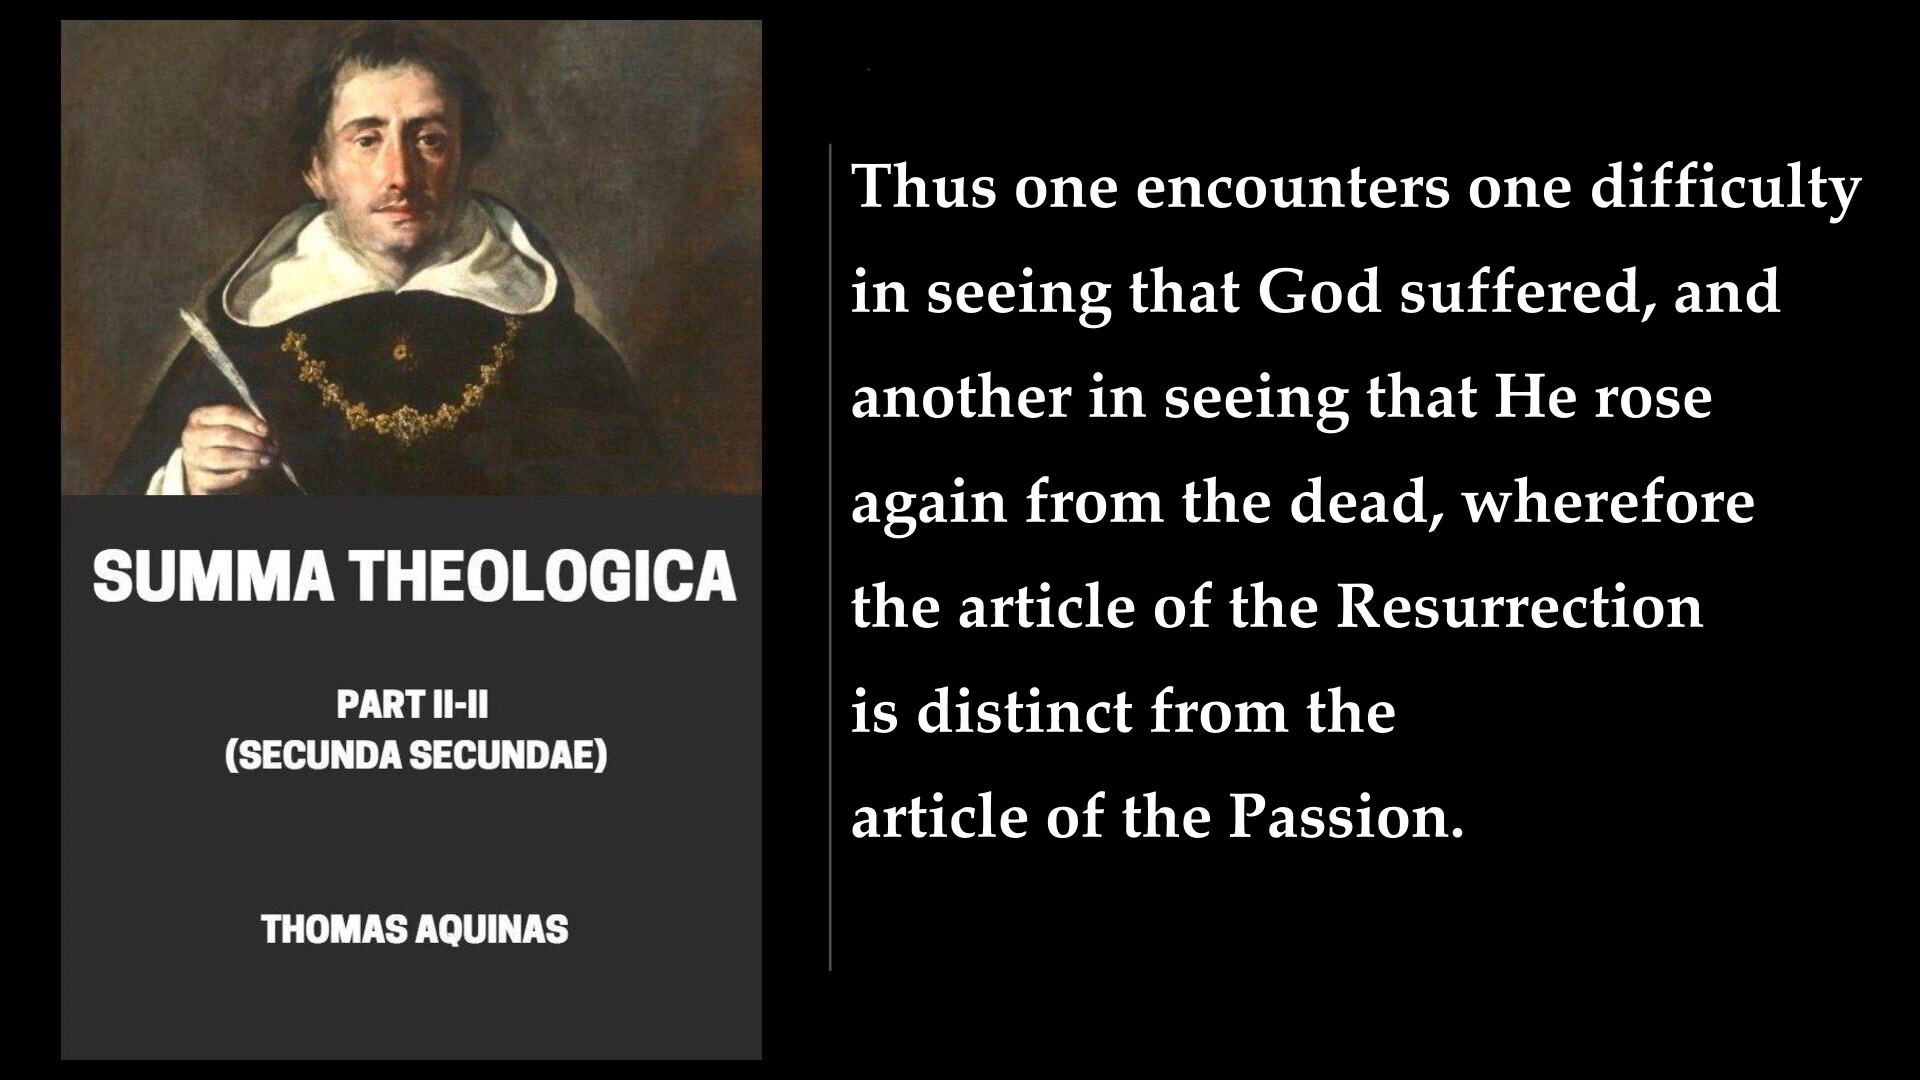 SUMMA THEOLOGICA
PART II-II
(SECUNDA SECUNDAE)
THOMAS AQUINAS
Thus one encounters one difficulty
in seeing that God suffered, and
another in seeing that He rose
again from the dead, wherefore
the article of the Resurrection
is distinct from the
article of the Passion.